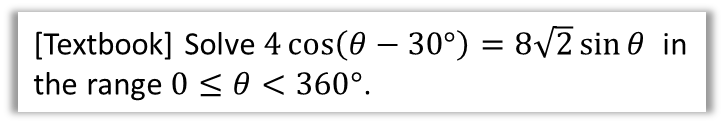 [Textbook] Solve 4 cos(θ − 30°) = 8√2 sin θ in
the range 0 ≤ θ < 360°.